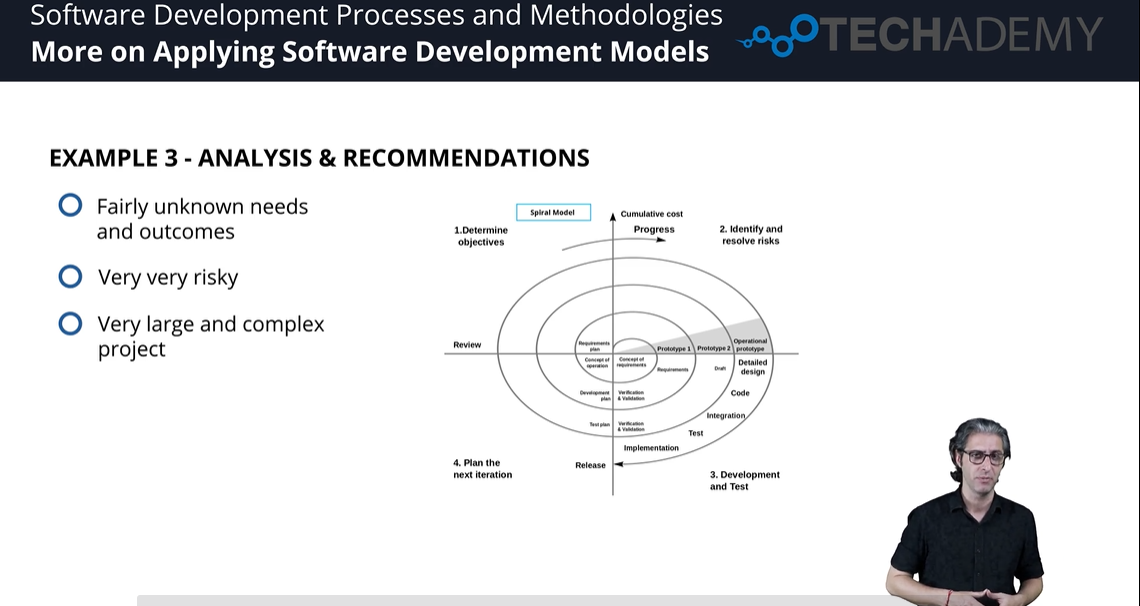 Software Development Processes and Methodologies
More on Applying Software Development Models
TECHADEMY
EXAMPLE 3 - ANALYSIS & RECOMMENDATIONS
Fairly unknown needs
and outcomes
Very very risky
Very large and complex
project
Spiral Model
Cumulative cost
Progress
1.Determine
objectives
2. Identify and
resolve risks
Review
Requirements
plan
Prototype 1
Prototype 2
Operational
prototype
Concept of
operation
Concept of
requirements
Requirements
Draft
Detailed
design
Development
plan
Verification
& Validation
Code
Integration
Test plan
Verification
& Validation
Test
Implementation
4. Plan the
next iteration
Release
3. Development
and Test